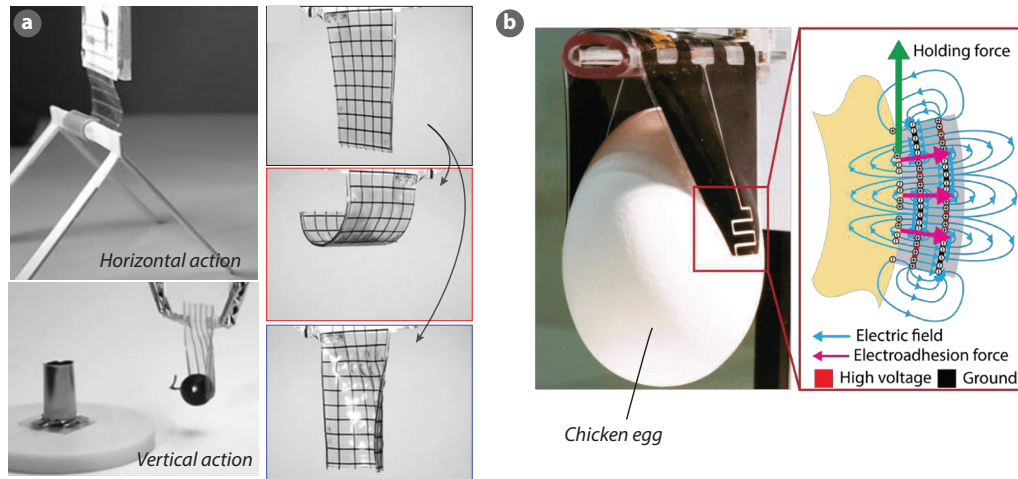 a
Horizontal action
Vertical action
b
Holding force
Electric field
Electroadhesion force
High voltage
Ground
Chicken egg